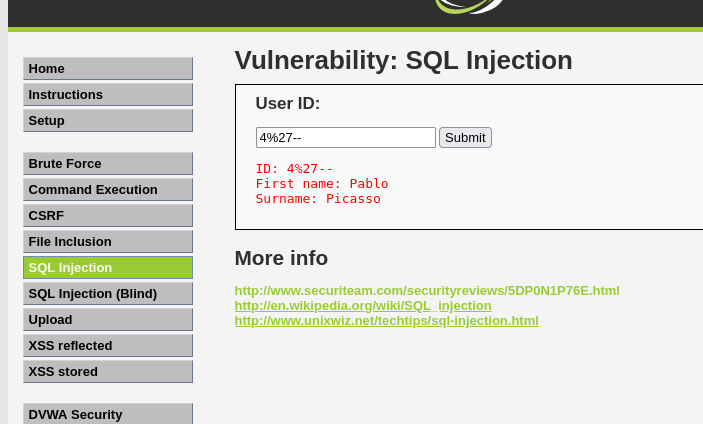 Home
Instructions
Setup
Brute Force
Command Execution
CSRF
File Inclusion
SQL Injection
SQL Injection (Blind)
Upload
XSS reflected
XSS stored
DVWA Security
Vulnerability: SQL Injection
User ID:
4%27-- Submit
ID: 4%27--
First name: Pablo
Surname: Picasso
More info
http://www.securiteam.com/securityreviews/5DP0N1P76E.html
http://en.wikipedia.org/wiki/SQL_injection
http://www.unixwiz.net/techtips/sql-injection.html